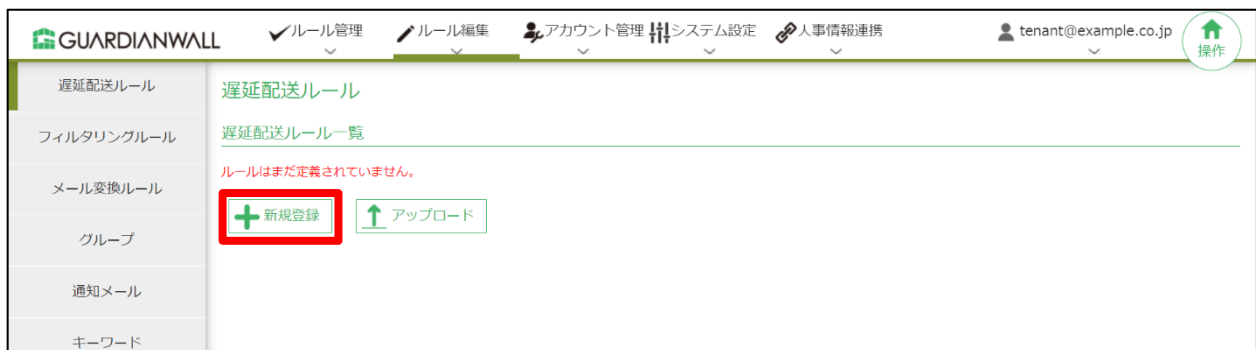 GUARDIANWALL
ルール管理
ルール編集
アカウント管理
システム設定
人事情報連携
tenant@example.co.jp
操作
遅延配送ルール
フィルタリングルール
メール変換ルール
グループ
通知メール
キーワード
遅延配送ルール
遅延配送ルール一覧
ルールはまだ定義されていません。
新規登録
アップロード